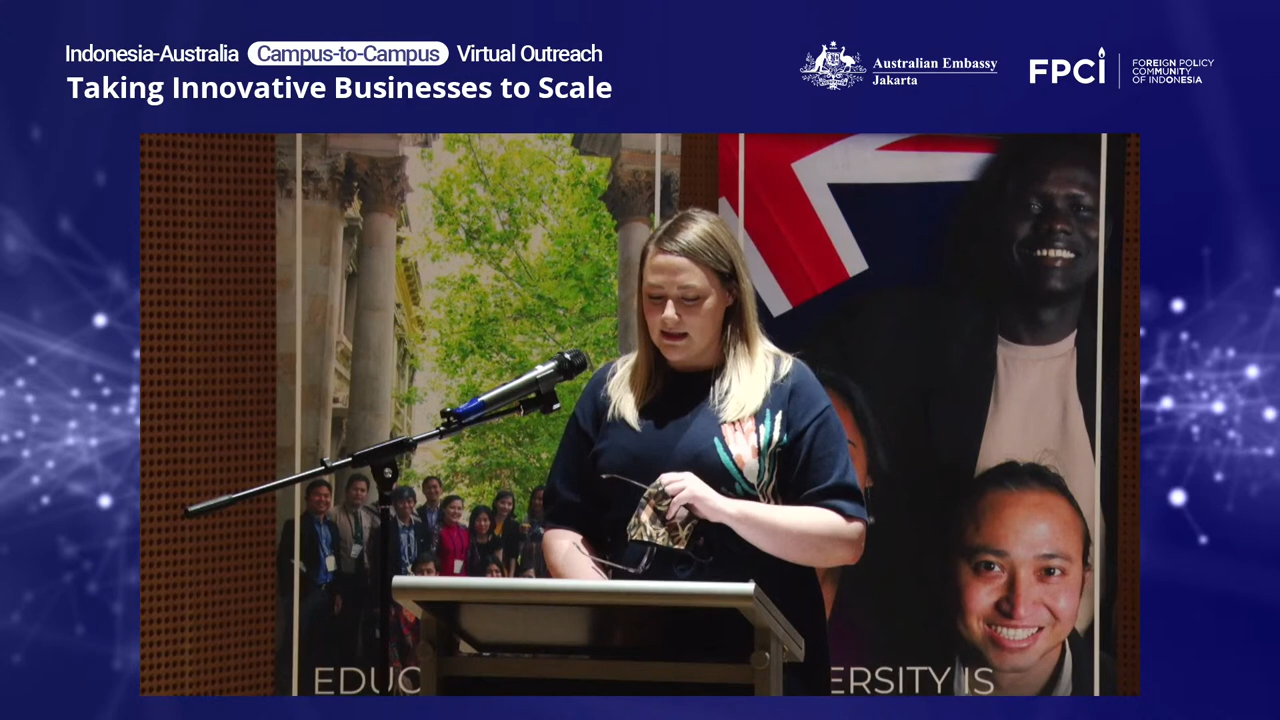 Indonesia-Australia Campus-to-Campus Virtual Outreach
Taking Innovative Businesses to Scale
Australian Embassy
Jakarta
FPCI
FOREIGN POLICY
COMMUNITY
OF INDONESIA
EDUC
ERSITY IS